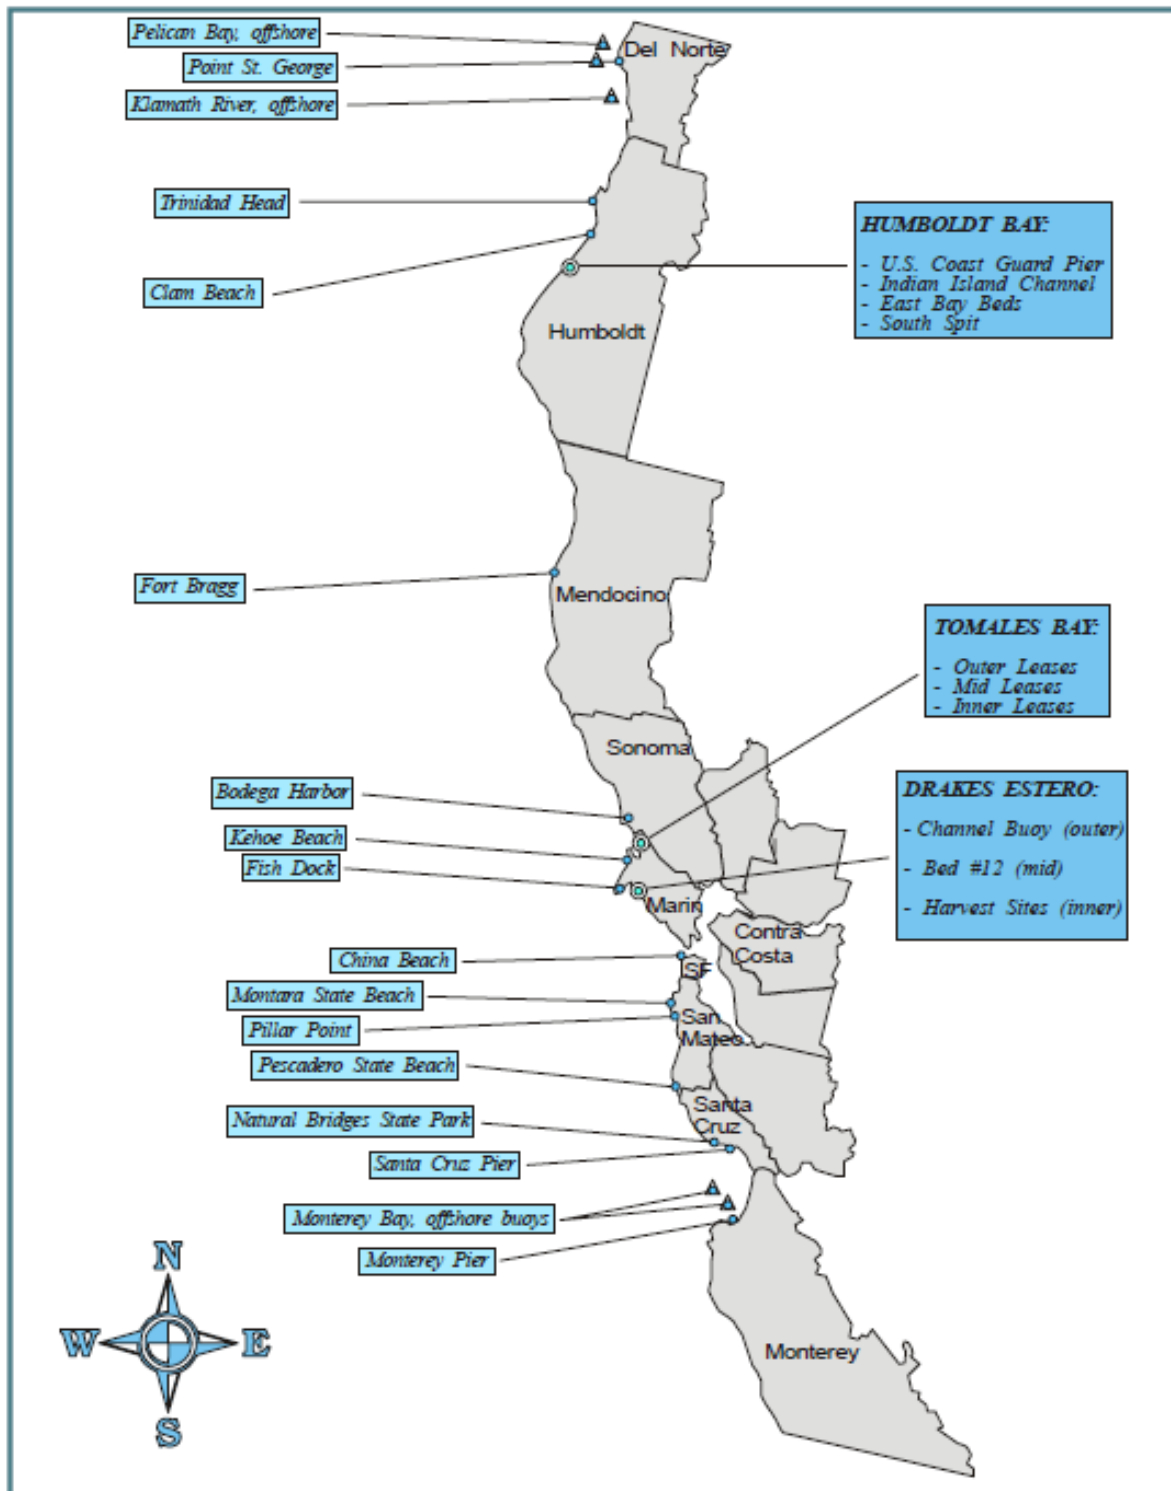 Pelican Bay, offshore
Point St. George
Klamath River, offshore
Del Norte
Trinidad Head
Clam Beach
HUMBOLDT BAY:
- U.S. Coast Guard Pier
- Indian Island Channel
- East Bay Beds
- South Spit
Humboldt
Fort Bragg
Mendocino
TOMALES BAY:
- Outer Leases
- Mid Leases
- Inner Leases
Sonoma
Bodega Harbor
Kehoe Beach
Fish Dock
DRAKES ESTERO:
- Channel Buoy (outer)
- Bed #12 (mid)
- Harvest Sites (inner)
Marin
Contra
Costa
China Beach
SF
Montara State Beach
Pillar Point
San
Mateo
Pescadero State Beach
Santa
Cruz
Natural Bridges State Park
Santa Cruz Pier
Monterey Bay, offshore buoys
Monterey Pier
Monterey
N
W
E
S